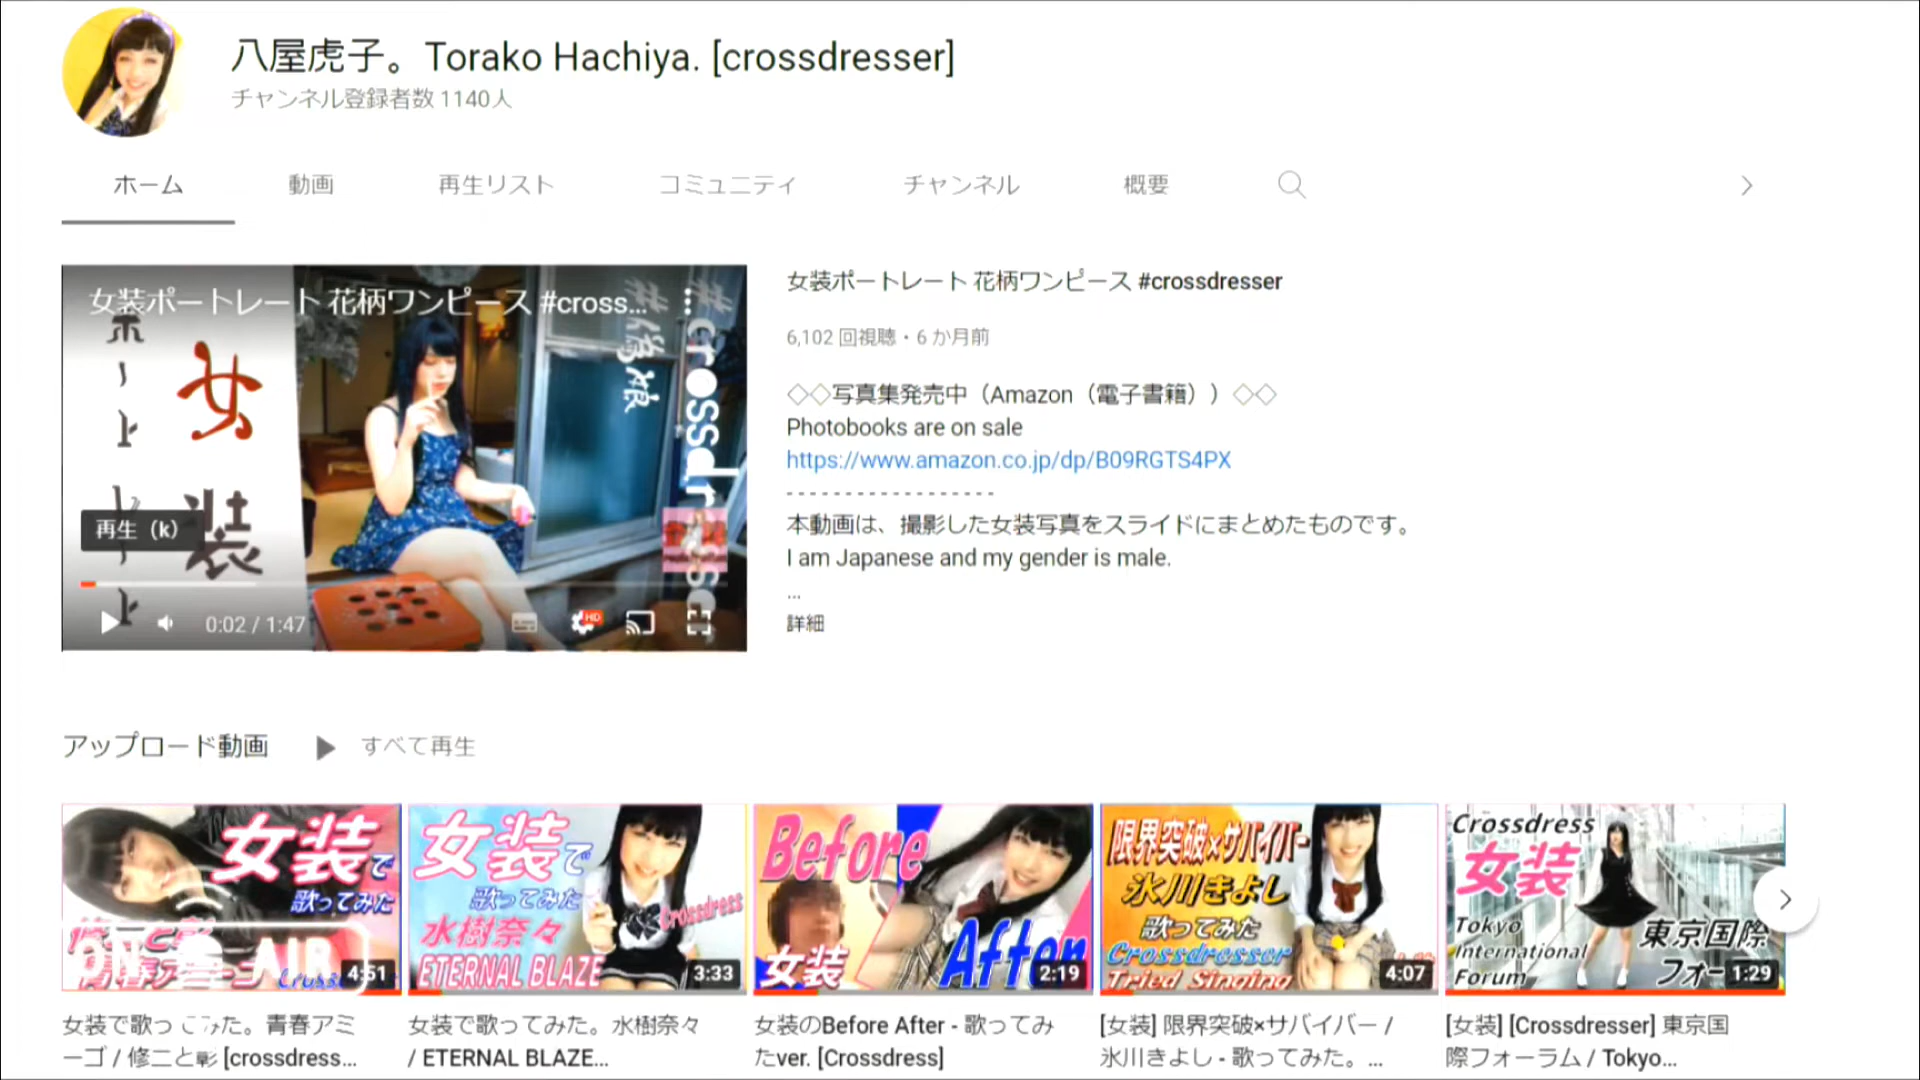 八屋虎子。Torako Hachiya. [crossdresser]
チャンネル登録者数 1140人
ホーム
動画
再生リスト
コミュニティ
チャンネル
概要
女装ポートレート 花柄ワンピース #cross...
女装
ポートレート
#偽娘
#crossdresser
再生（k）
0:02 / 1:47
HD
女装ポートレート 花柄ワンピース #crossdresser
6,102 回視聴・6 か月前
◇◇写真集発売中（Amazon（電子書籍））◇◇
Photobooks are on sale
https://www.amazon.co.jp/dp/B09RGTS4PX
- - - - - - - - - - - - - - - - - -
本動画は、撮影した女装写真をスライドにまとめたものです。
I am Japanese and my gender is male.
...
詳細
アップロード動画
すべて再生
女装で
歌ってみた
ON AIR
4:51
女装で
歌ってみた
水樹奈々
ETERNAL BLAZE
Crossdress
3:33
Before
女装
After
2:19
限界突破×サバイバー
氷川きよし
歌ってみた
Crossdresser
Tried Singing
4:07
Crossdress
女装
Tokyo
International
Forum
東京国際
フォー
1:29
女装で歌ってみた。青春アミ
ーゴ / 修二と彰 [crossdress...
女装で歌ってみた。水樹奈々
/ ETERNAL BLAZE...
女装のBefore After - 歌ってみ
たver. [Crossdress]
[女装] 限界突破×サバイバー /
氷川きよし - 歌ってみた。...
[女装] [Crossdresser] 東京国
際フォーラム / Tokyo...